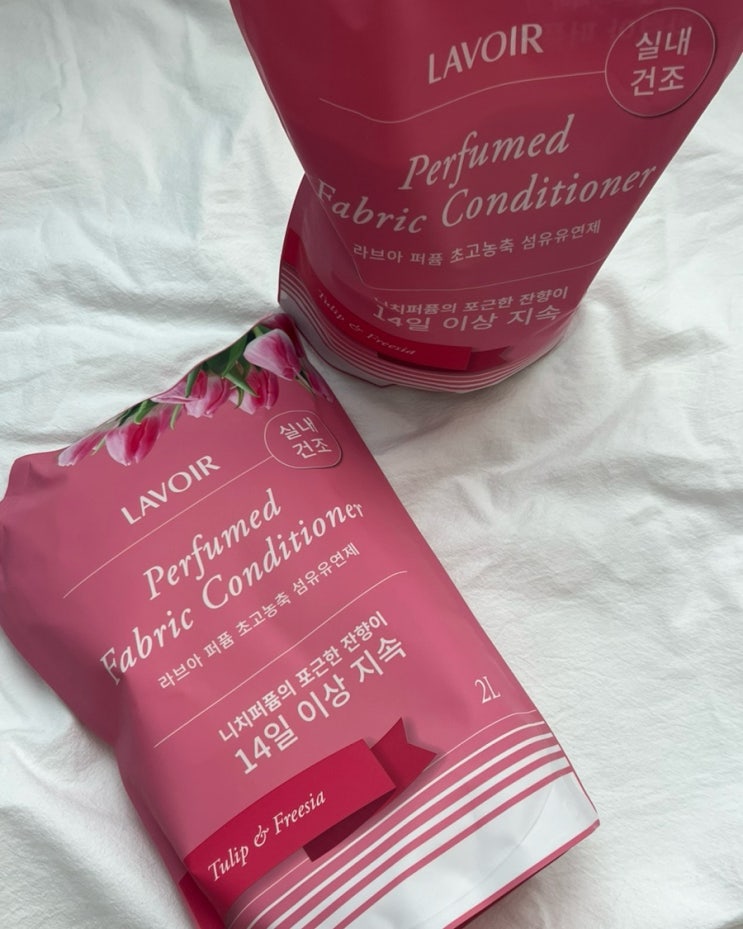 LAVOIR
실내
건조
Perfumed
Fabric Conditioner
라브아 퍼퓸 초고농축 섬유유연제
니치퍼퓸의 포근한 잔향이
14일 이상 지속
Tulip & Freesia
실내
건조
LAVOIR
Perfumed
Fabric Conditioner
라브아 퍼퓸 초고농축 섬유유연제
니치퍼퓸의 포근한 잔향이
14일 이상 지속
2L
Tulip & Freesia